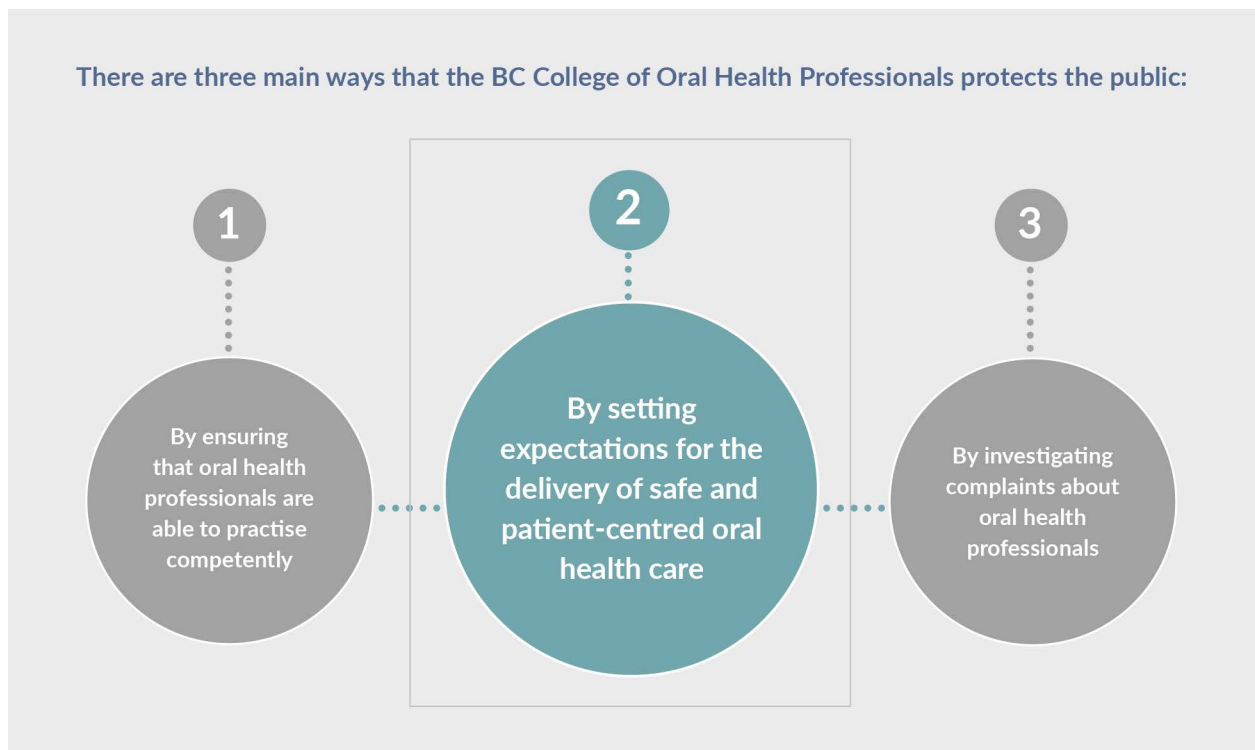 There are three main ways that the BC College of Oral Health Professionals protects the public:
1
By ensuring
that oral health
professionals are
able to practise
competently
2
By setting
expectations for the
delivery of safe and
patient-centred oral
health care
3
By investigating
complaints about
oral health
professionals